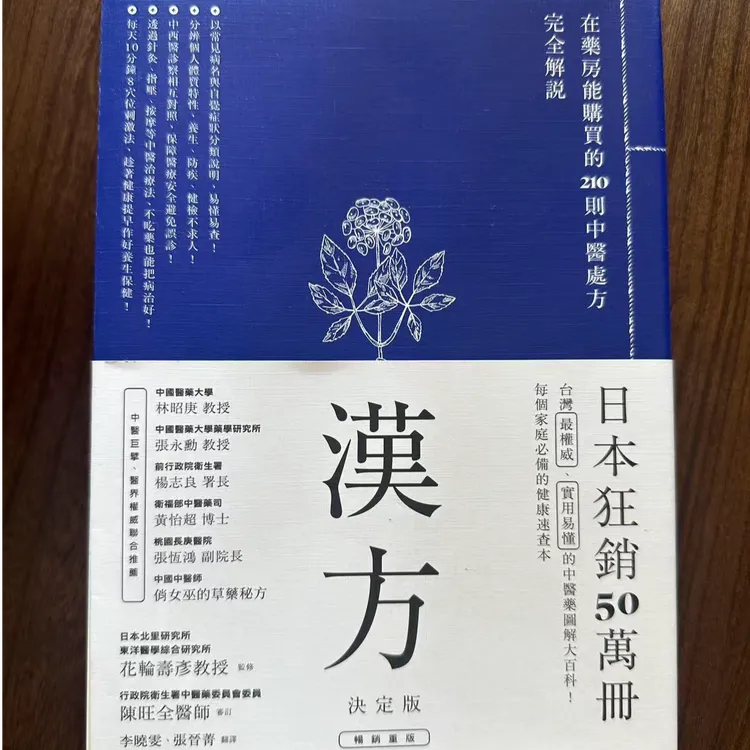 在藥房能購買的210則中醫處方
完全解說
●以常見病名與自覺症狀分類說明、易懂易查！
●分辨個人體質特性、養生、防疾、健檢不求人！
●中西醫診察相互對照、保障醫療安全避免誤診！
●透過針灸、指壓、按摩等中醫治療法、不吃藥也能把病治好！
●每天10分鐘8穴位刺激法、趁著健康提早作好養生保健！
日本狂銷50萬冊
台灣最權威、實用易懂的中醫藥圖解大百科！
每個家庭必備的健康速查本
漢方
決定版
暢銷重版
中醫巨擘、醫界權威聯合推薦
中國醫藥大學
林昭庚 教授
中國醫藥大學藥學研究所
張永勳 教授
前行政院衛生署
楊志良 署長
衛福部中醫藥司
黃怡超 博士
桃園長庚醫院
張恆鴻 副院長
中國中醫師
俏女巫的草藥秘方
日本北里研究所
東洋醫學綜合研究所
花輪壽彥教授 監修
行政院衛生署中醫藥委員會委員
陳旺全醫師 審訂
李曉雯、張晉菁 翻譯